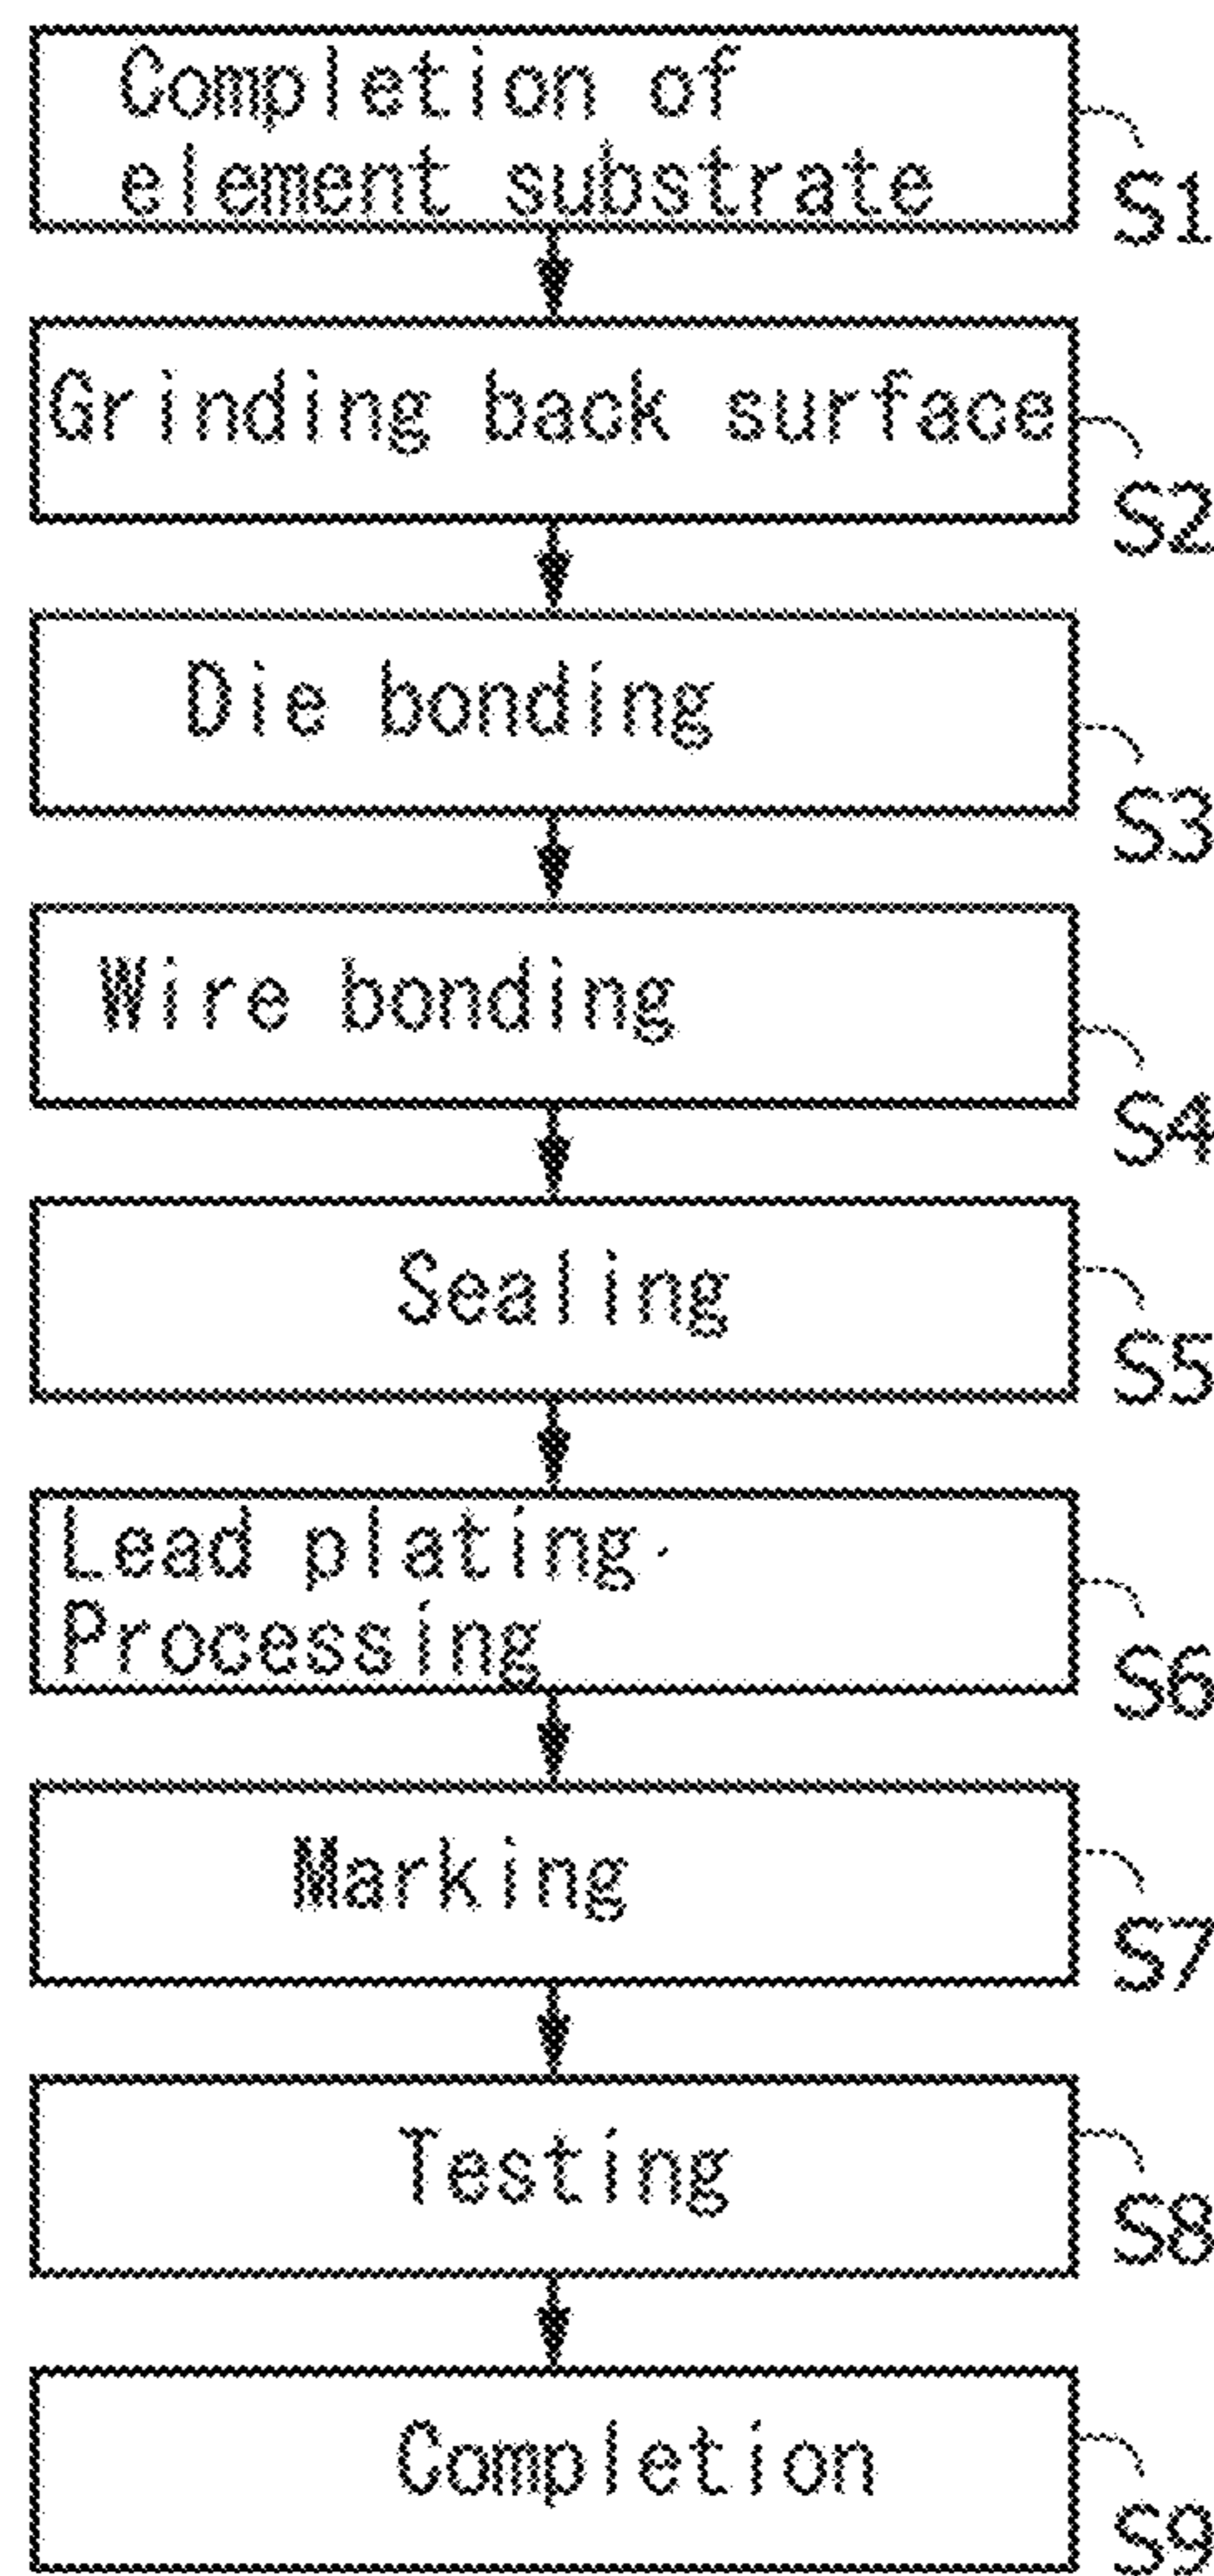 Completion of
element substrate
S1
Grinding back surface
S2
Die bonding
S3
Wire bonding
S4
Sealing
S5
Lead plating·
Processing
S6
Marking
S7
Testing
S8
Completion
S9